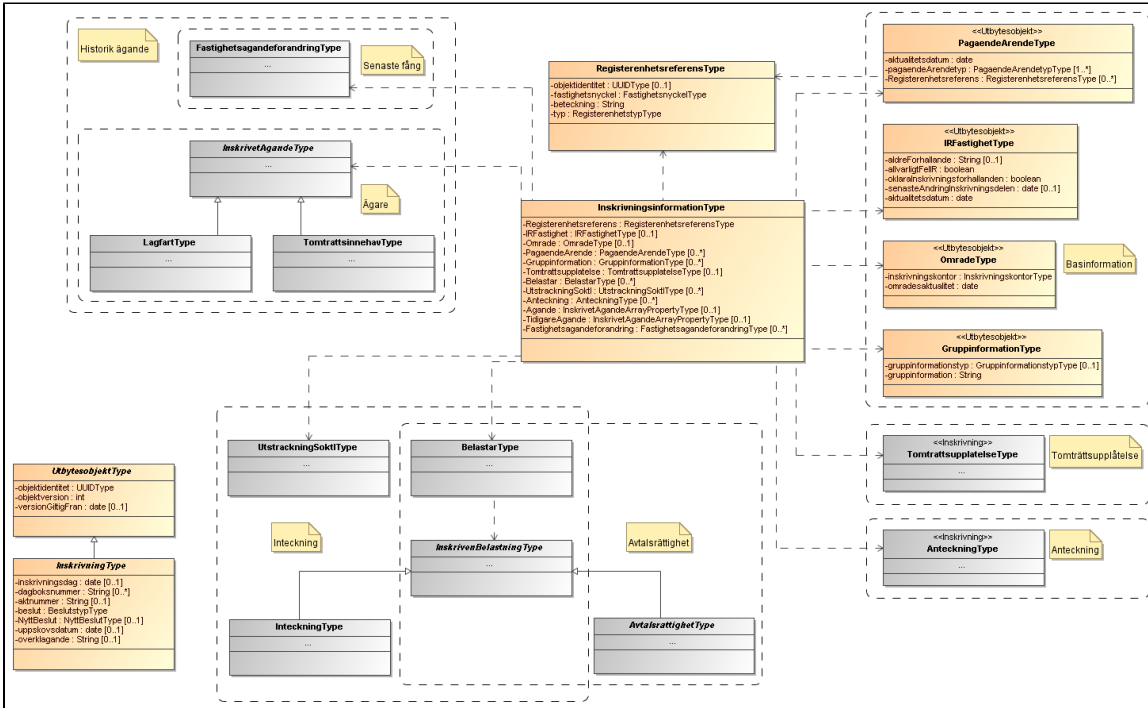 Historik ägande
FastighetsagandeforandringType
...
Senaste fång
InskrivetAgandeType
...
Ägare
LagfartType
...
TomtrattsinnehavType
...
RegisterenhetsreferensType
-objektidentitet : UUIDType [0..1]
-fastighetsnyckel : FastighetsnyckelType
-beteckning : String
-typ : RegisterenhetstypType
InskrivningsinformationType
-Registerenhetsreferens : RegisterenhetsreferensType
-IRFastighet : IRFastighetType [0..1]
-Omrade : OmradeType [0..1]
-PagaendeArende : PagaendeArendeType [0..*]
-Gruppinformation : GruppinformationType [0..*]
-Tomtrattsupplatelse : TomtrattsupplatelseType [0..1]
-Belastar : BelastarType [0..*]
-UtstrackningSoktI : UtstrackningSoktIType [0..*]
-Anteckning : AnteckningType [0..*]
-Agande : InskrivetAgandeArrayPropertyType [0..1]
-TidigareAgande : InskrivetAgandeArrayPropertyType [0..1]
-Fastighetsagandeforandring : FastighetsagandeforandringType [0..*]
<<Utbytesobjekt>>
PagaendeArendeType
-aktualitetsdatum : date
-pagaendeArendetyp : PagaendeArendetypType [1..*]
-Registerenhetsreferens : RegisterenhetsreferensType [0..*]
<<Utbytesobjekt>>
IRFastighetType
-aldreForhallande : String [0..1]
-allvarligtFelIR : boolean
-oklaraInskrivningsforhallanden : boolean
-senasteAndringInskrivningsdelen : date [0..1]
-aktualitetsdatum : date
<<Utbytesobjekt>>
OmradeType
-inskrivningskontor : InskrivningskontorType
-omradesaktualitet : date
Basinformation
<<Utbytesobjekt>>
GruppinformationType
-gruppinformationstyp : GruppinformationstypType [0..1]
-gruppinformation : String
<<Inskrivning>>
TomtrattsupplatelseType
...
Tomträttsupplåtelse
<<Inskrivning>>
AnteckningType
...
Anteckning
UtstrackningSoktIType
...
BelastarType
...
Inteckning
InskrivenBelastningType
...
Avtalsrättighet
InteckningType
...
AvtalsrattighetType
...
UtbytesobjektType
-objektidentitet : UUIDType
-objektversion : int
-versionGiltigFran : date [0..1]
InskrivningType
-inskrivningsdag : date [0..1]
-dagboksnummer : String [0..*]
-aktnummer : String [0..1]
-beslut : BeslutstypType
-NyttBeslut : NyttBeslutType [0..1]
-uppskovsdatum : date [0..1]
-overklagande : String [0..1]